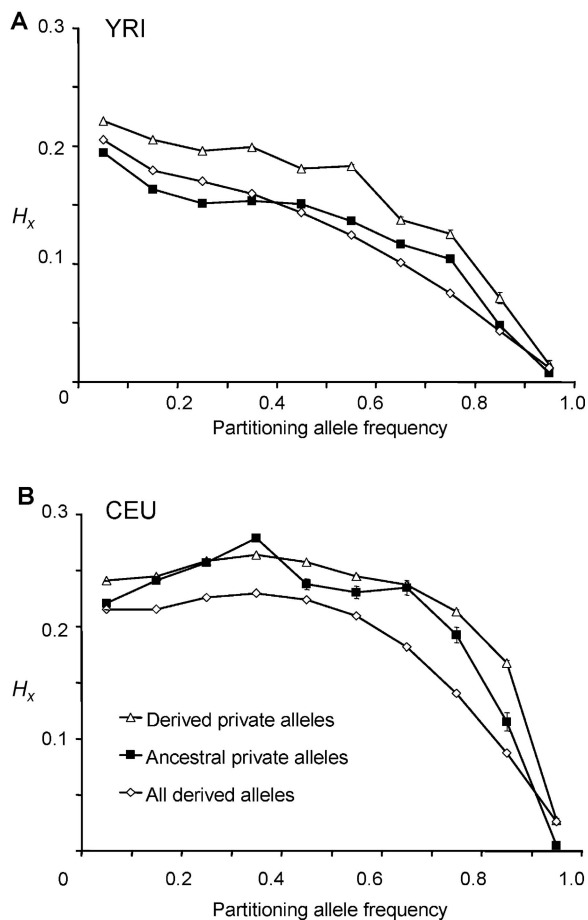 A
YRI
0.3
0.2
Hx
0.1
0
0.2 0.4 0.6 0.8 1.0
Partitioning allele frequency
B
CEU
0.3
0.2
Hx
0.1
Derived private alleles
Ancestral private alleles
All derived alleles
0 0.2 0.4 0.6 0.8 1.0
Partitioning allele frequency